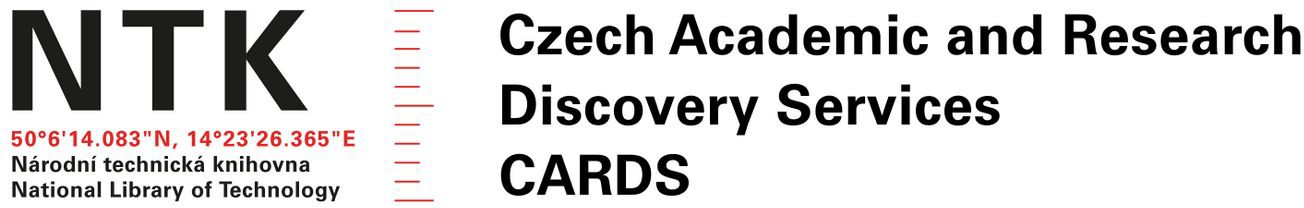 NTK
50°6'14.083"N, 14°23'26.365"E
Národní technická knihovna
National Library of Technology
Czech Academic and Research
Discovery Services
CARDS